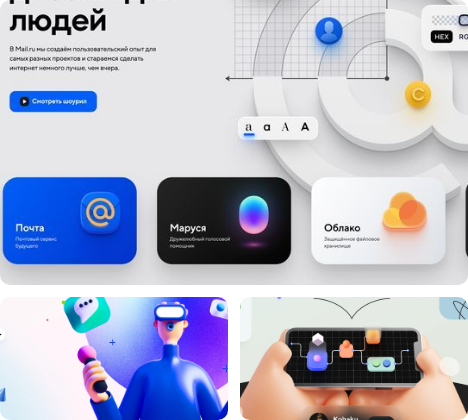 людей
В Mail.ru мы создаём пользовательский опыт для
самых разных проектов и стараемся сделать
интернет немного лучше, чем вчера.
Смотреть шоурил
HEX
a a A A
Почта
Почтовый сервис
будущего
Маруся
Дружелюбный голосовой
помощник
Облако
Защищённое файловое
хранилище